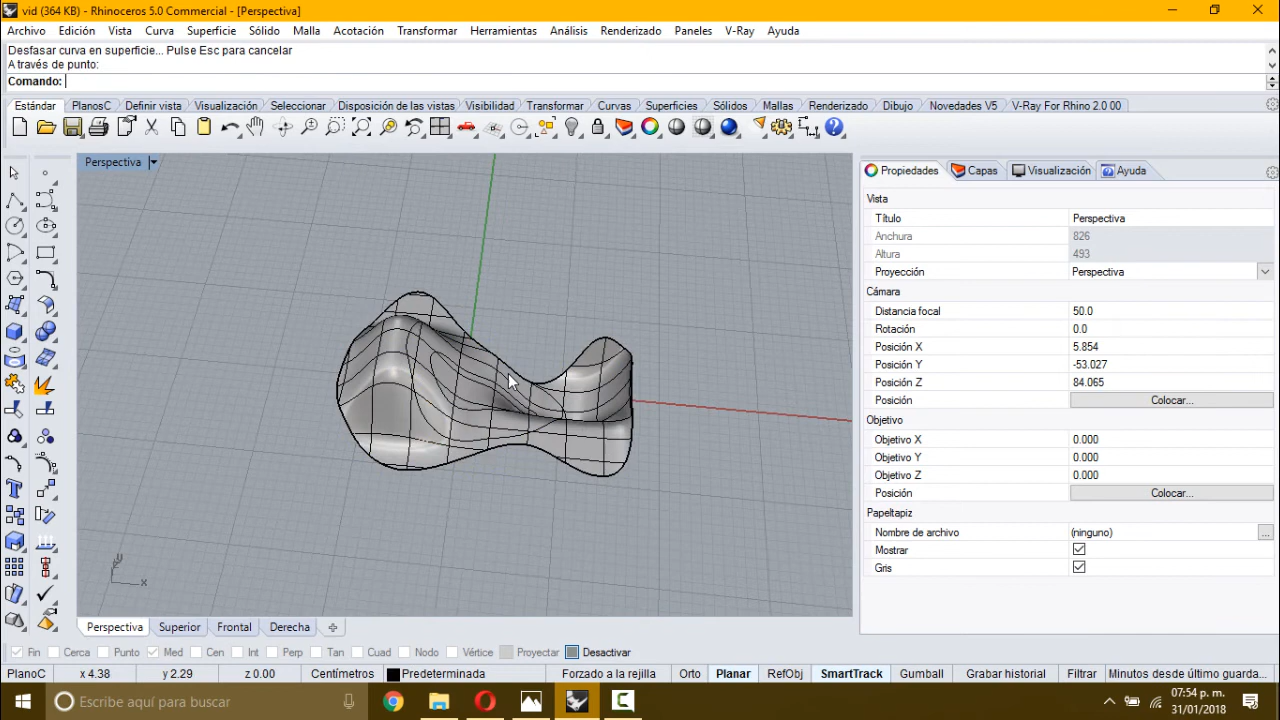 vid (364 KB) - Rhinoceros 5.0 Commercial - [Perspectiva]
Archivo Edición Vista Curva Superficie Sólido Malla Acotación Transformar Herramientas Análisis Renderizado Paneles V-Ray Ayuda
Desfasar curva en superficie... Pulse Esc para cancelar
A través de punto:
Comando:
Estándar PlanosC Definir vista Visualización Seleccionar Disposición de las vistas Visibilidad Transformar Curvas Superficies Sólidos Mallas Renderizado Dibujo Novedades V5 V-Ray For Rhino 2.0 00
Perspectiva
Propiedades Capas Visualización Ayuda
Vista
Título Perspectiva
Anchura 826
Altura 493
Proyección Perspectiva
Cámara
Distancia focal 50.0
Rotación 0.0
Posición X 5.854
Posición Y -53.027
Posición Z 84.065
Posición Colocar...
Objetivo
Objetivo X 0.000
Objetivo Y 0.000
Objetivo Z 0.000
Posición Colocar...
Papeltapiz
Nombre de archivo (ninguno) ...
Mostrar
Gris
y
x
Perspectiva Superior Frontal Derecha
Fin Cerca Punto Med Cen Int Perp Tan Cuad Nodo Vértice Proyectar Desactivar
PlanoC x 4.38 y 2.29 z 0.00 Centímetros Predeterminada Forzado a la rejilla Orto Planar RefObj SmartTrack Gumball Grabar historial Filtrar Minutos desde último guarda...
Escribe aquí para buscar
07:54 p. m.
31/01/2018